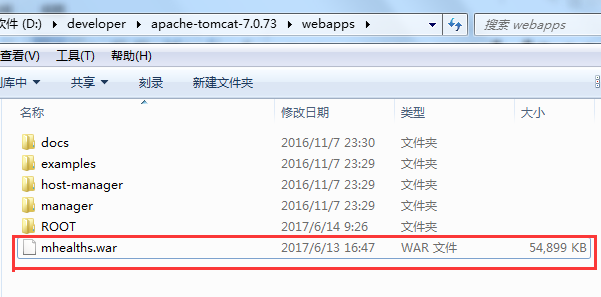 软件 (D:) ▸ developer ▸ apache-tomcat-7.0.73 ▸ webapps ▸ 搜索 webapps
查看(V) 工具(T) 帮助(H)
到库中 ▾ 共享 ▾ 刻录 新建文件夹
名称 修改日期 类型 大小
docs 2016/11/7 23:30 文件夹
examples 2016/11/7 23:29 文件夹
host-manager 2016/11/7 23:29 文件夹
manager 2016/11/7 23:29 文件夹
ROOT 2017/6/14 9:26 文件夹
mhealths.war 2017/6/13 16:47 WAR 文件 54,899 KB